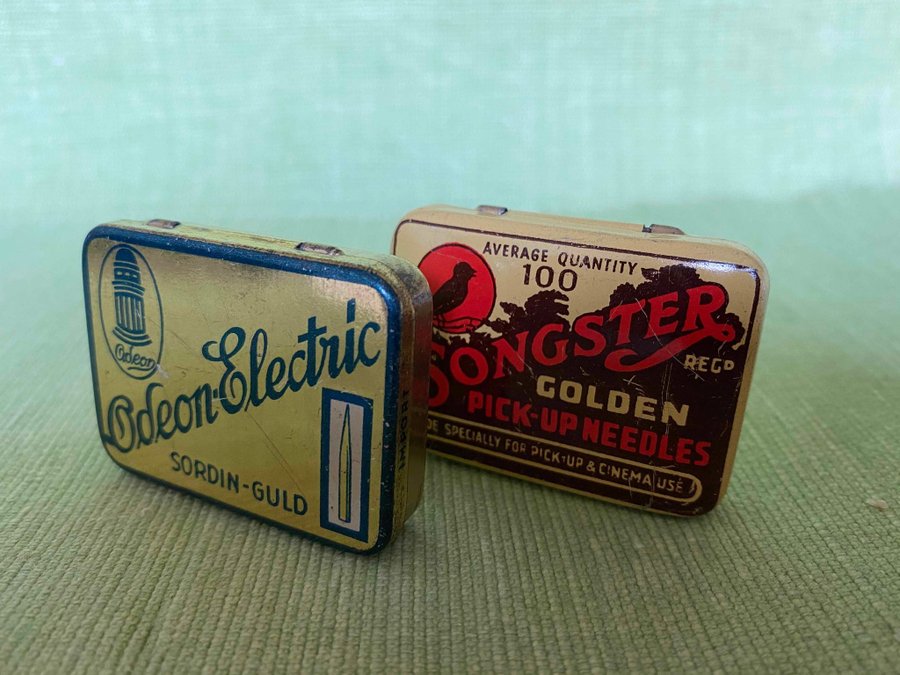 Odeon
Odeon-Electric
SORDIN-GULD
IMPORT
AVERAGE QUANTITY
100
SONGSTER
REGD
GOLDEN
PICK-UP NEEDLES
DE SPECIALLY FOR PICK-UP & CINEMA USE